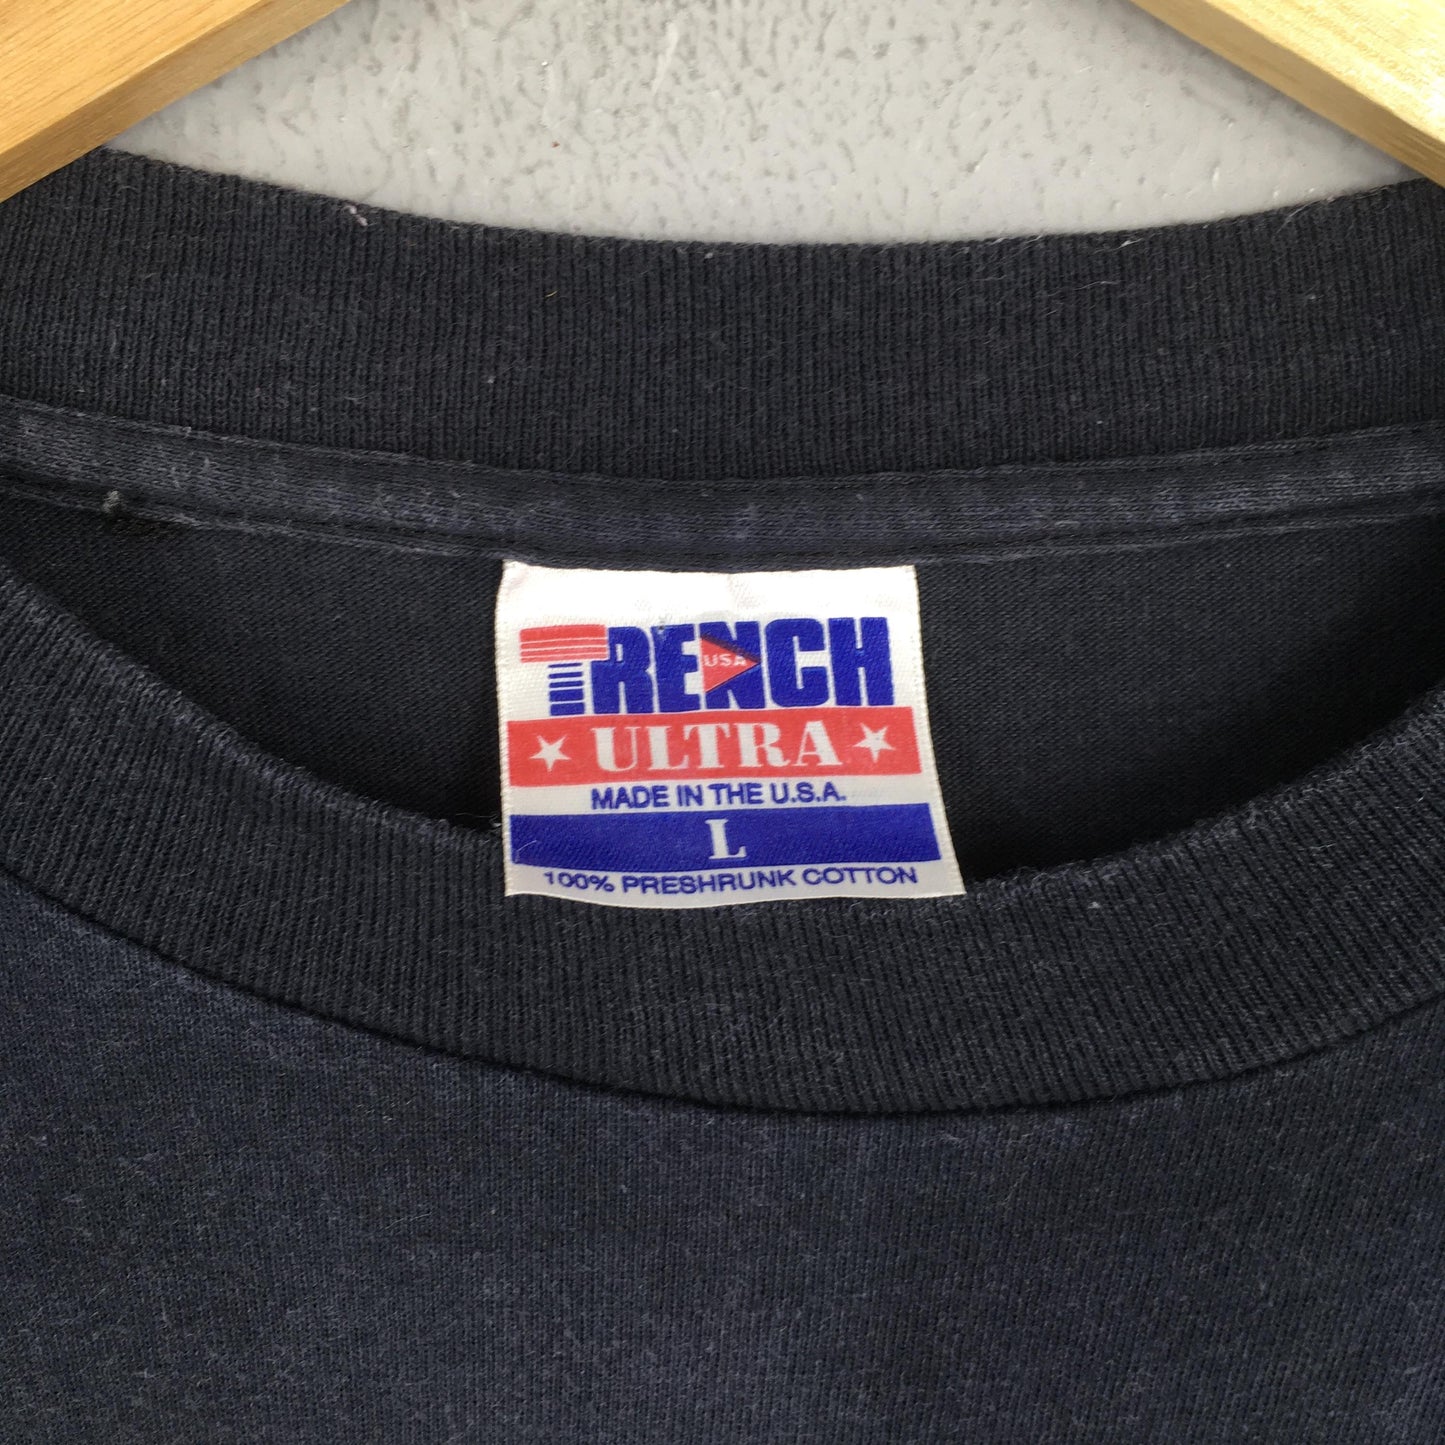 TRENCH
USA
★ ULTRA ★
MADE IN THE U.S.A.
L
100% PRESHRUNK COTTON